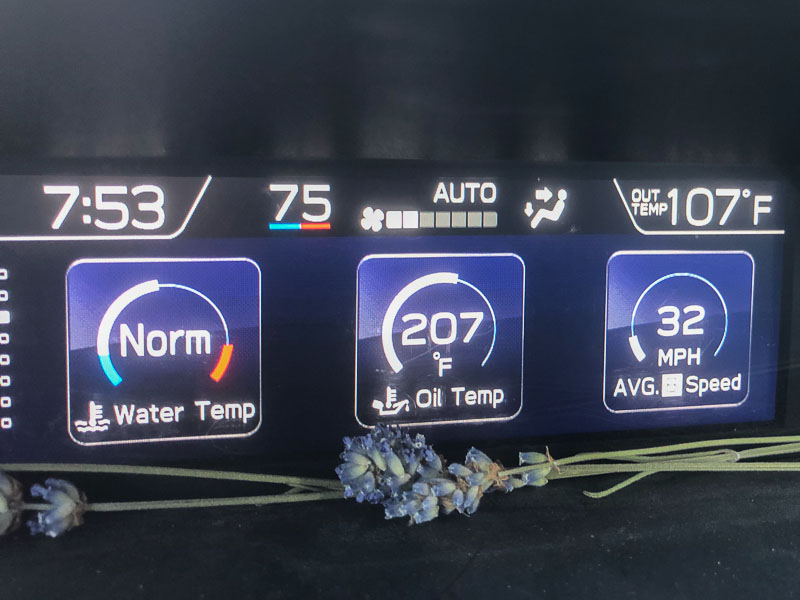 7:53
75
AUTO
OUT
TEMP 107°F
Norm
Water Temp
207
°F
Oil Temp
32
MPH
AVG. Speed